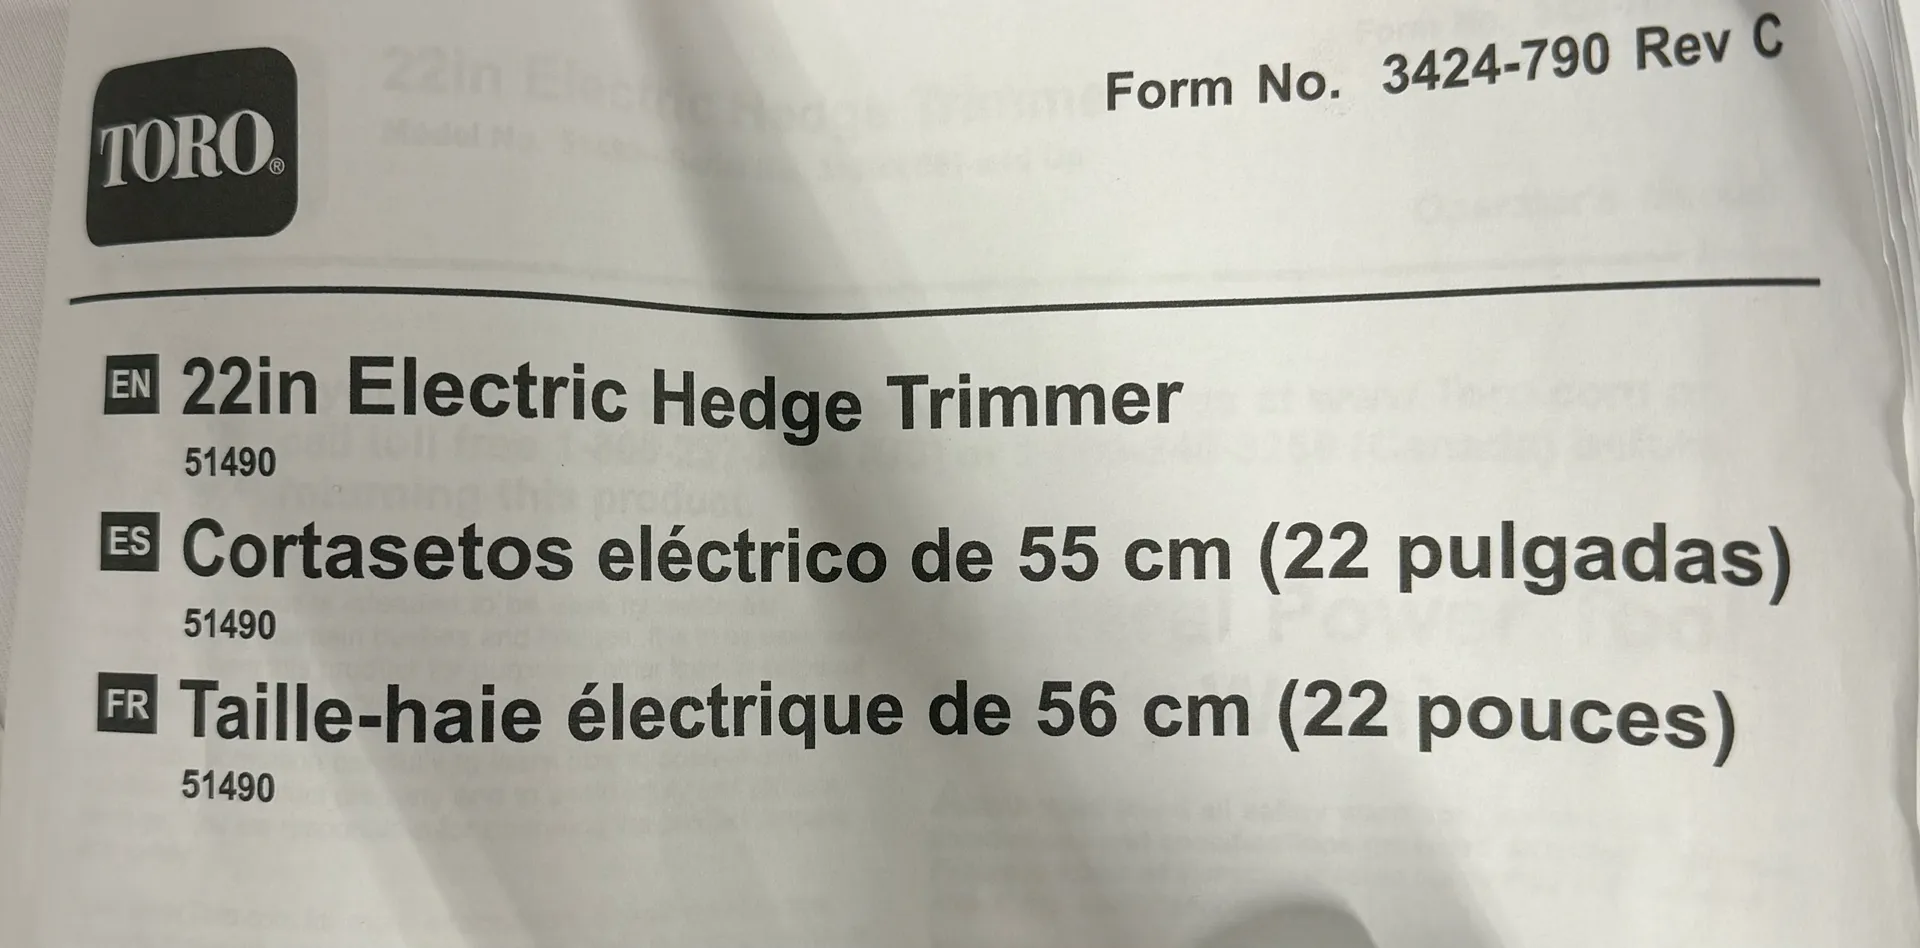 TORO®
Form No. 3424-790 Rev C
EN 22in Electric Hedge Trimmer
51490
ES Cortasetos eléctrico de 55 cm (22 pulgadas)
51490
FR Taille-haie électrique de 56 cm (22 pouces)
51490